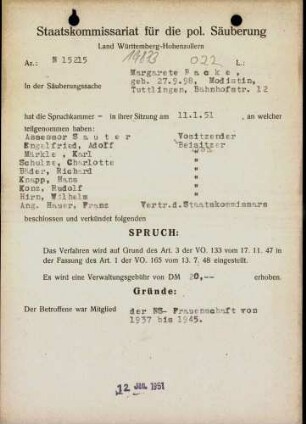 Staatskommissariat für die pol. Säuberung
Land Württemberg-Hohenzollern
Az.: N 15215
In der Säuberungssache
Margarete Hacke,
geb. 27.9.98, Modistin,
Tuttlingen, Bahnhofstr. 12
hat die Spruchkammer - in ihrer Sitzung am 11.1.51 , an welcher
teilgenommen haben:
Assessor Sauter Vositzender
Engelfried, Adolf Beisitzer
Märkle , Karl "
Schulze, Charlotte "
Häder, Richard "
Knapp, Hans "
Konz, Rudolf "
Hirn, Wilhelm "
Ang. Hauer, Franz Vertr.d.Staatskommissars
beschlossen und verkündet folgenden
SPRUCH:
Das Verfahren wird auf Grund des Art. 3 der VO. 133 vom 17. 11. 47 in
der Fassung des Art. 1 der VO. 165 vom 13. 7. 48 eingestellt.
Es wird eine Verwaltungsgebühr von DM 20,-- erhoben.
Gründe:
Der Betroffene war Mitglied der NS- Frauenschaft von
1937 bis 1945.
12 JAN. 1951